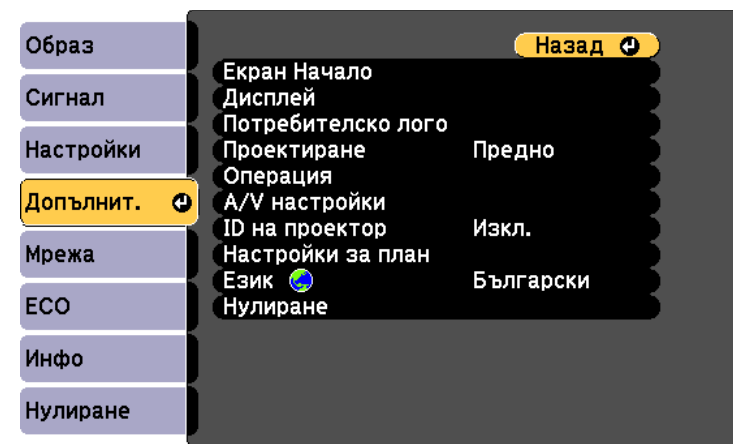 Образ
Сигнал
Настройки
Допълнит.
Мрежа
ECO
Инфо
Нулиране
Назад
Екран Начало
Дисплей
Потребителско лого
Проектиране Предно
Операция
A/V настройки
ID на проектор Изкл.
Настройки за план
Език Български
Нулиране